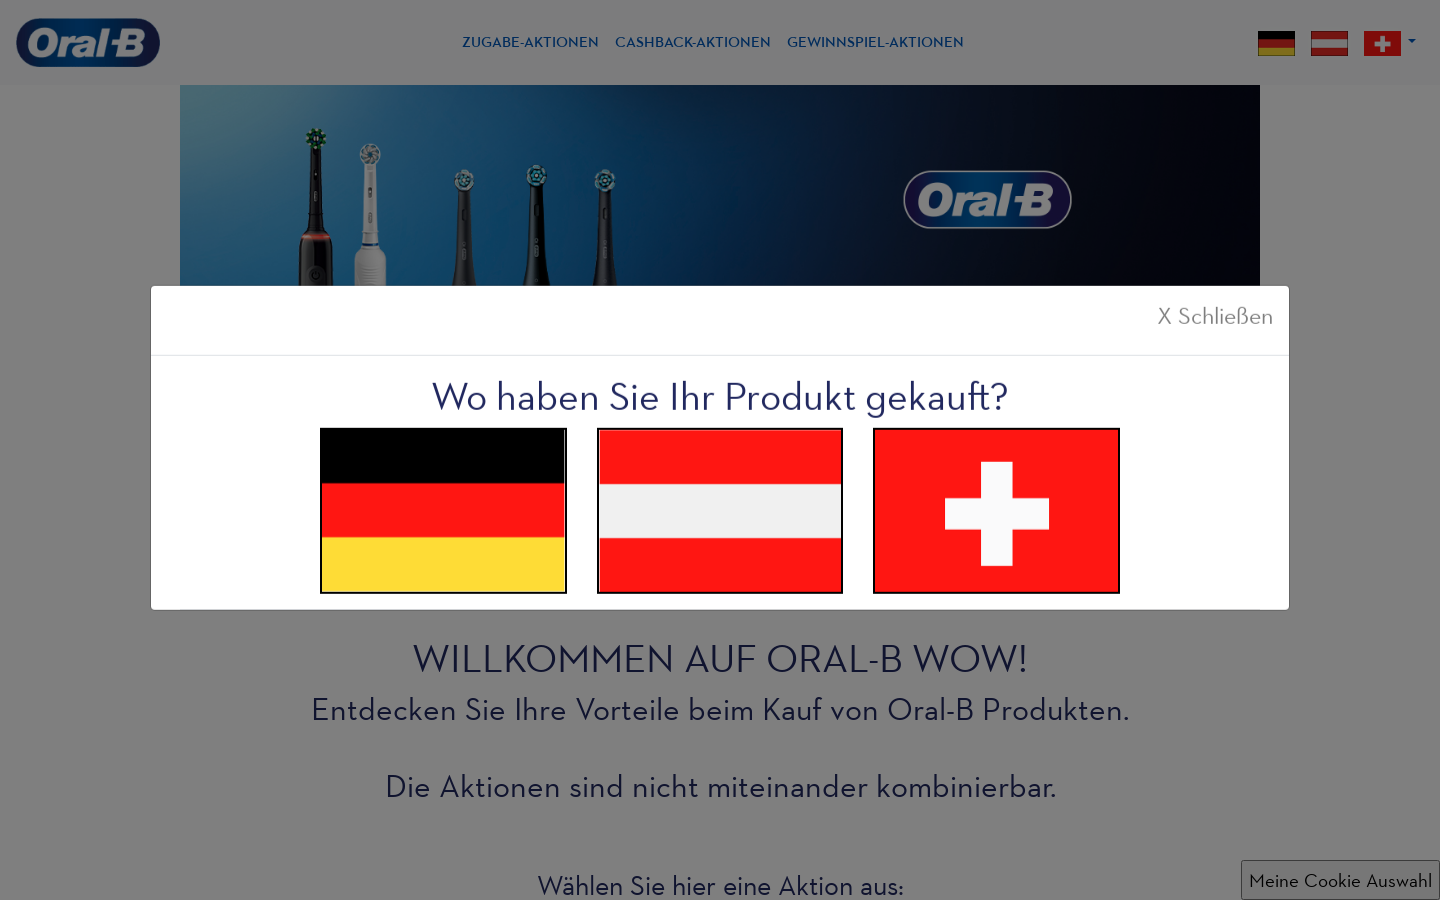 Oral-B
ZUGABE-AKTIONEN CASHBACK-AKTIONEN GEWINNSPIEL-AKTIONEN
Oral-B
X Schließen
Wo haben Sie Ihr Produkt gekauft?
WILLKOMMEN AUF ORAL-B WOW!
Entdecken Sie Ihre Vorteile beim Kauf von Oral-B Produkten.
Die Aktionen sind nicht miteinander kombinierbar.
Wählen Sie hier eine Aktion aus:
Meine Cookie Auswahl